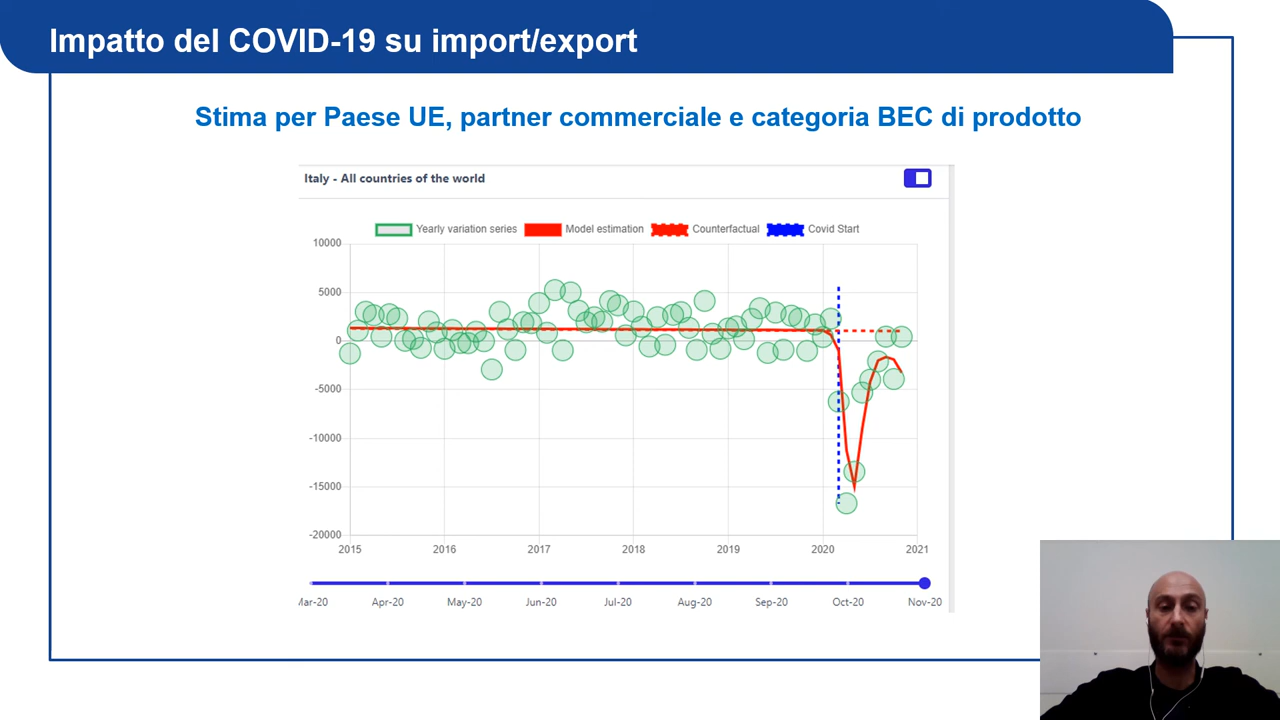 Impatto del COVID-19 su import/export
Stima per Paese UE, partner commerciale e categoria BEC di prodotto
Italy - All countries of the world
Yearly variation series Model estimation Counterfactual Covid Start
10000
5000
0
-5000
-10000
-15000
-20000
2015 2016 2017 2018 2019 2020 2021
Mar-20 Apr-20 May-20 Jun-20 Jul-20 Aug-20 Sep-20 Oct-20 Nov-20